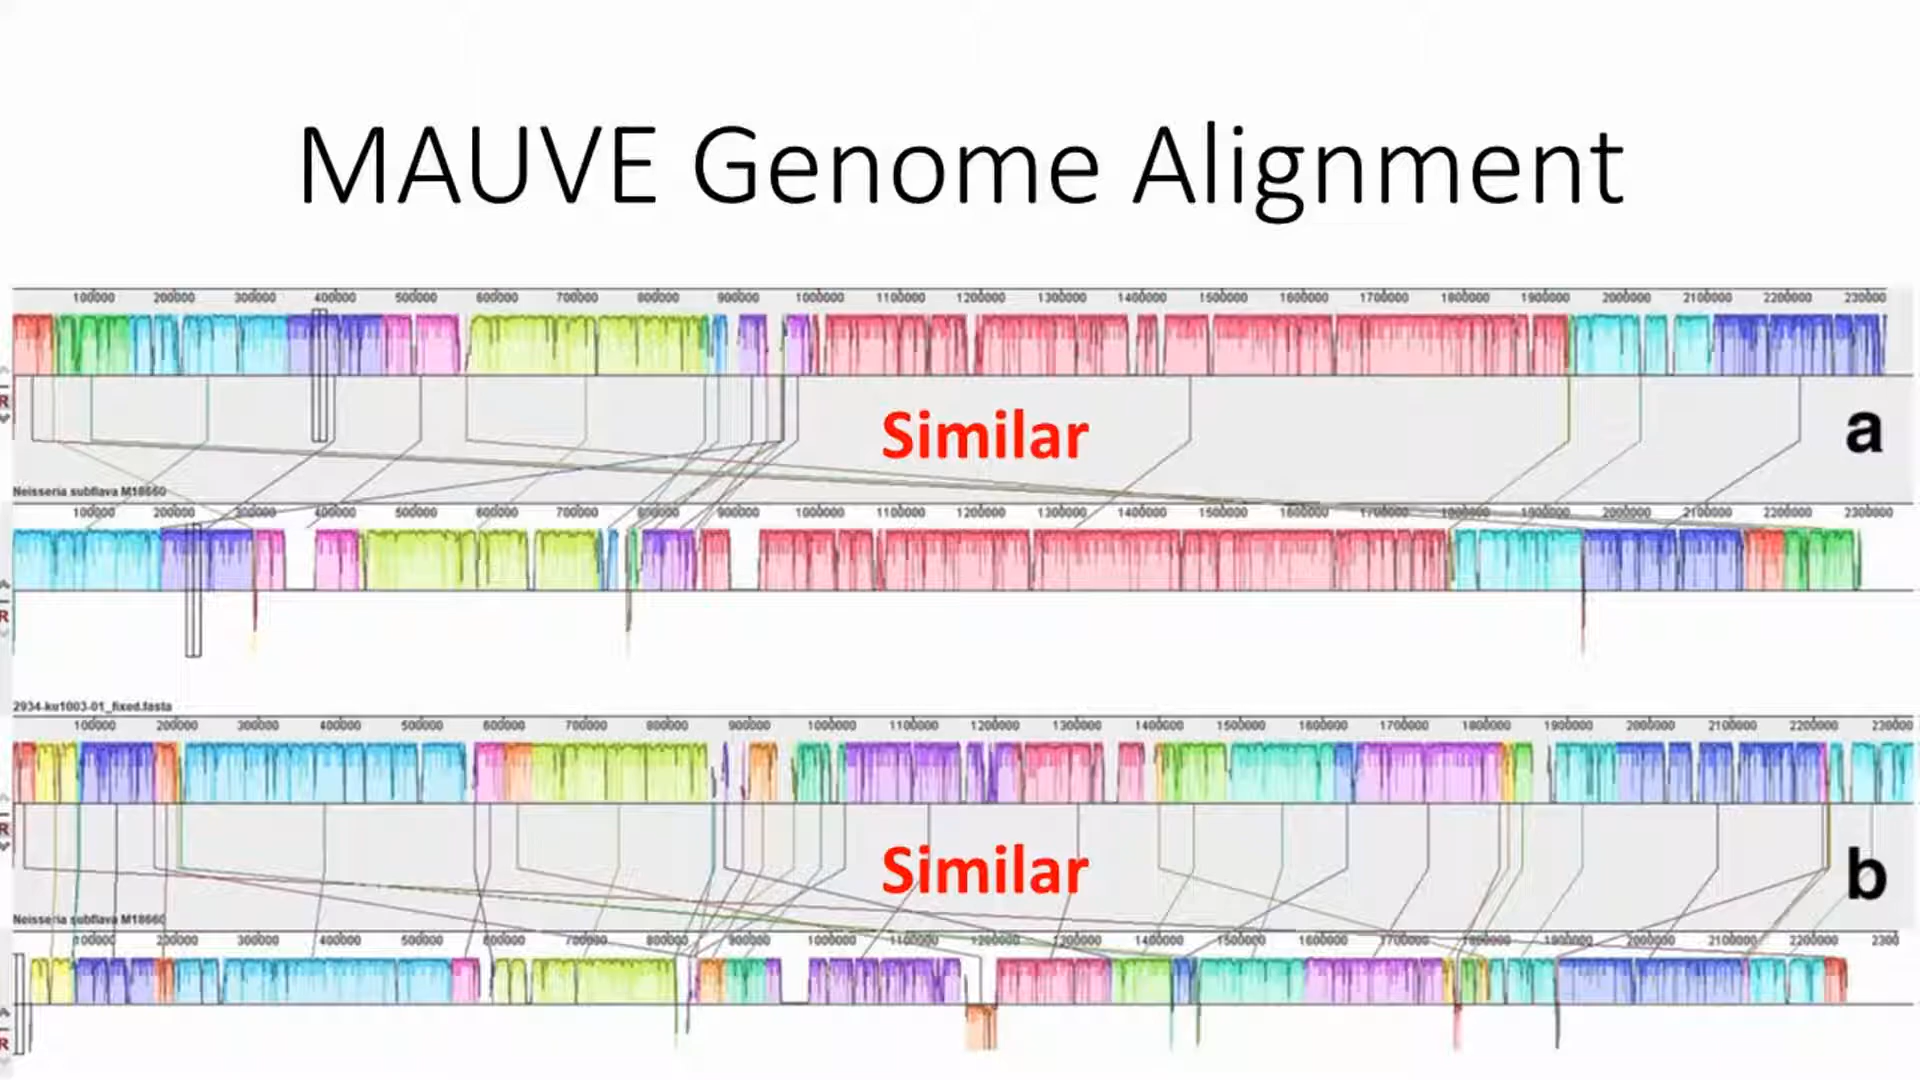 MAUVE Genome Alignment
100000 200000 300000 400000 500000 600000 700000 800000 900000 1000000 1100000 1200000 1300000 1400000 1500000 1600000 1700000 1800000 1900000 2000000 2100000 2200000 230000
R
Similar
a
Neisseria subflava M18660
100000 200000 300000 400000 500000 600000 700000 800000 900000 1000000 1100000 1200000 1300000 1400000 1500000 1600000 1700000 1800000 1900000 2000000 2100000 2200000 2300000
R
2934-ku1003-01_fixed.fasta
100000 200000 300000 400000 500000 600000 700000 800000 900000 1000000 1100000 1200000 1300000 1400000 1500000 1600000 1700000 1800000 1900000 2000000 2100000 2200000 230000
R
Similar
b
Neisseria subflava M18660
100000 200000 300000 400000 500000 600000 700000 800000 900000 1000000 1100000 1200000 1300000 1400000 1500000 1600000 1700000 1800000 1900000 2000000 2100000 2200000 2300
R